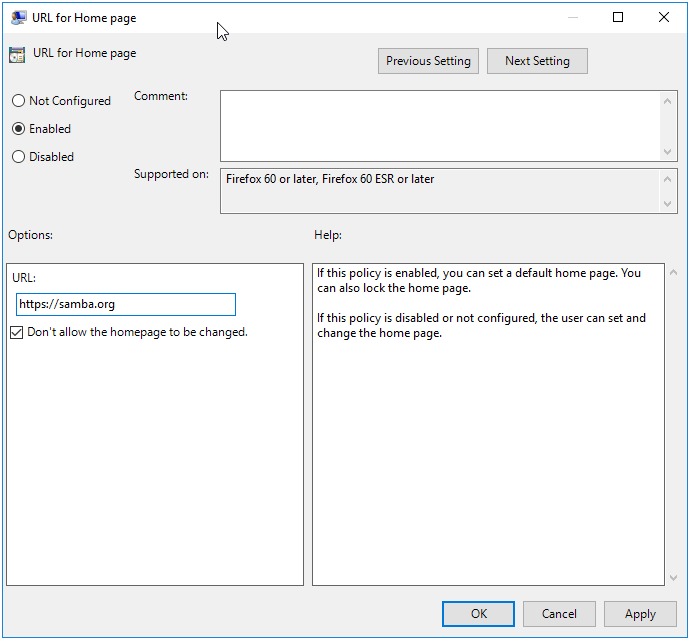 URL for Home page
URL for Home page
Previous Setting
Next Setting
Not Configured
Comment:
Enabled
Disabled
Supported on:
Firefox 60 or later, Firefox 60 ESR or later
Options:
Help:
URL:
https://samba.org
Don't allow the homepage to be changed.
If this policy is enabled, you can set a default home page. You
can also lock the home page.
If this policy is disabled or not configured, the user can set and
change the home page.
OK
Cancel
Apply